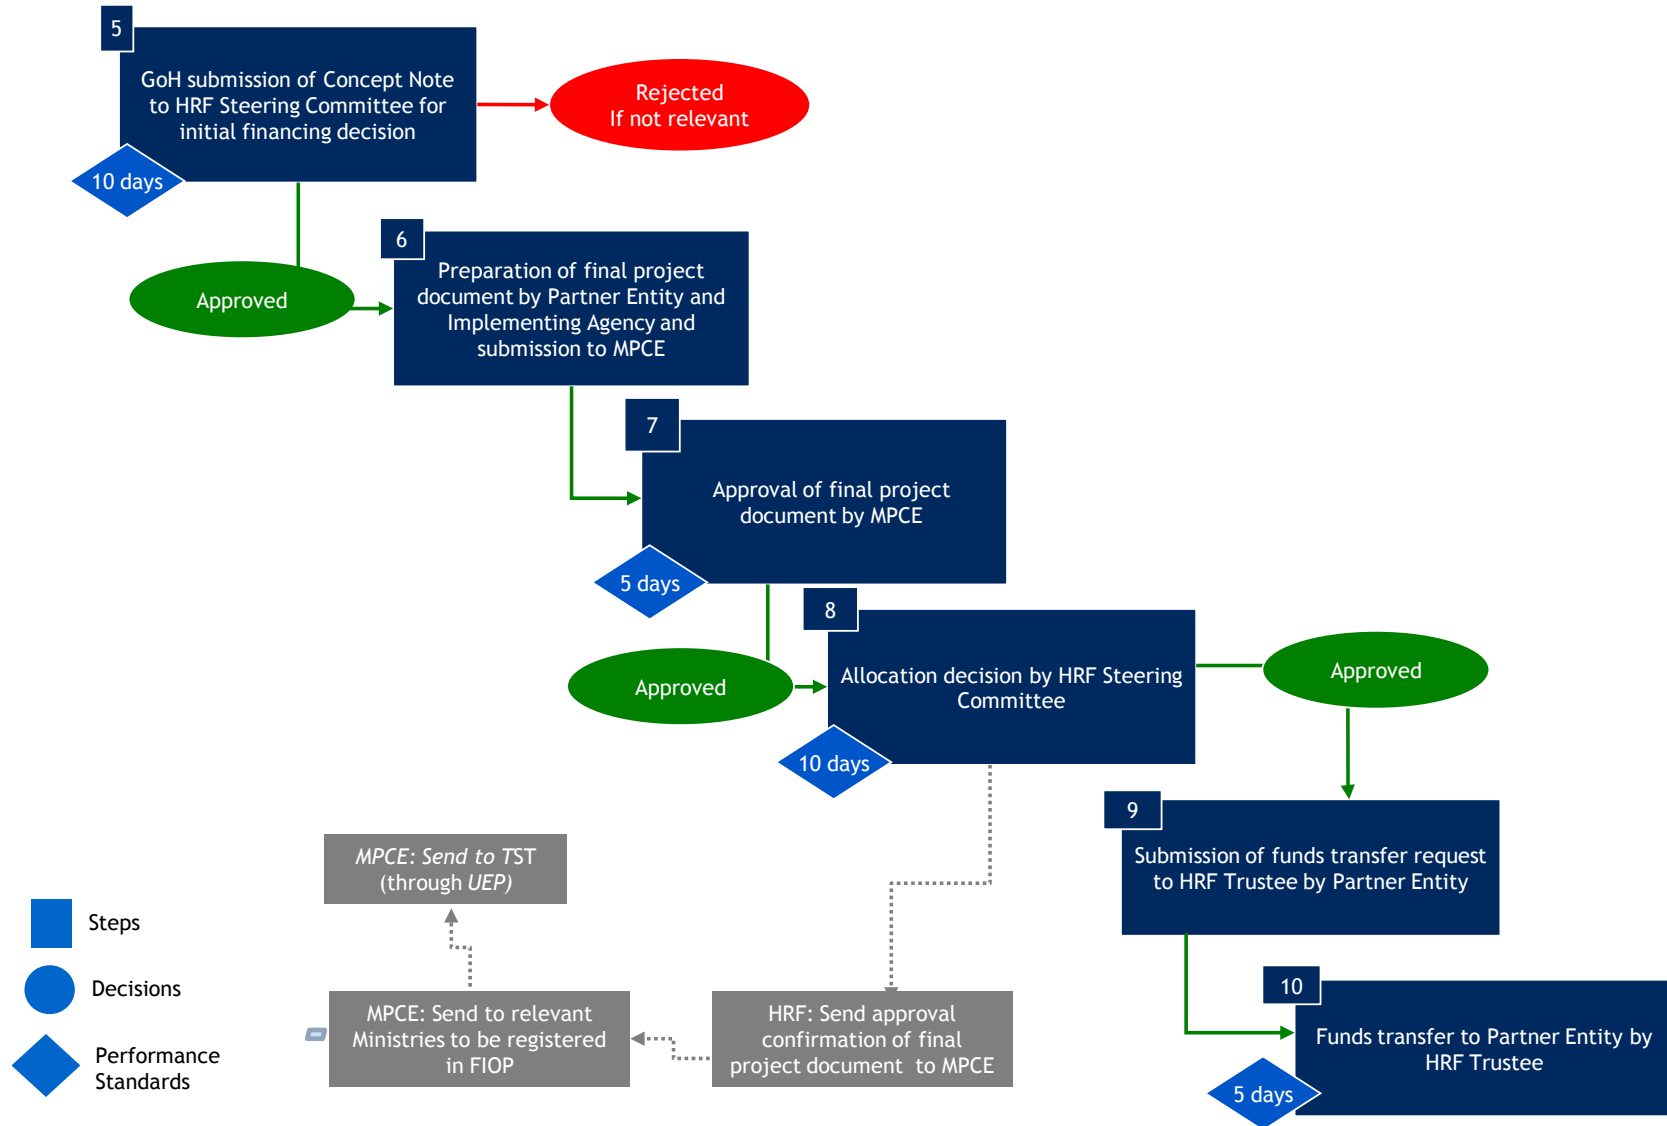 5
GoH submission of Concept Note
to HRF Steering Committee for
initial financing decision
10 days
Rejected
If not relevant
Approved
6
Preparation of final project
document by Partner Entity and
Implementing Agency and
submission to MPCE
7
Approval of final project
document by MPCE
5 days
Approved
8
Allocation decision by HRF Steering
Committee
10 days
Approved
9
Submission of funds transfer request
to HRF Trustee by Partner Entity
10
Funds transfer to Partner Entity by
HRF Trustee
5 days
HRF: Send approval
confirmation of final
project document to MPCE
MPCE: Send to relevant
Ministries to be registered
in FIOP
MPCE: Send to TST
(through UEP)
Steps
Decisions
Performance
Standards